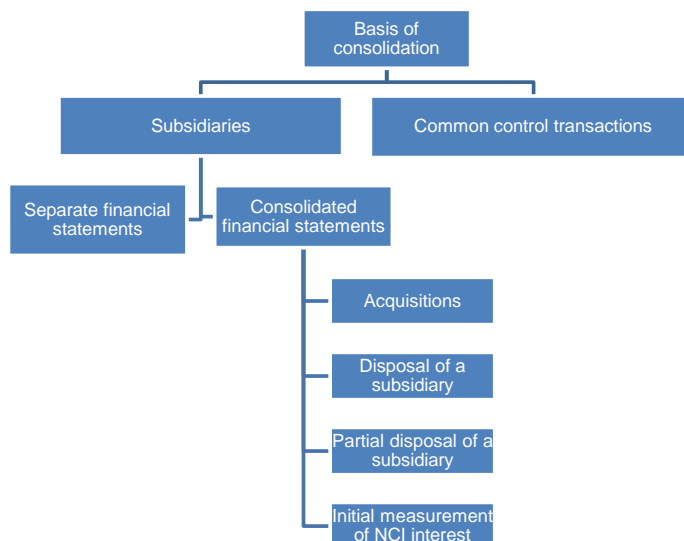 Basis of
consolidation
Subsidiaries
Common control transactions
Separate financial
statements
Consolidated
financial statements
Acquisitions
Disposal of a
subsidiary
Partial disposal of a
subsidiary
Initial measurement
of NCI interest